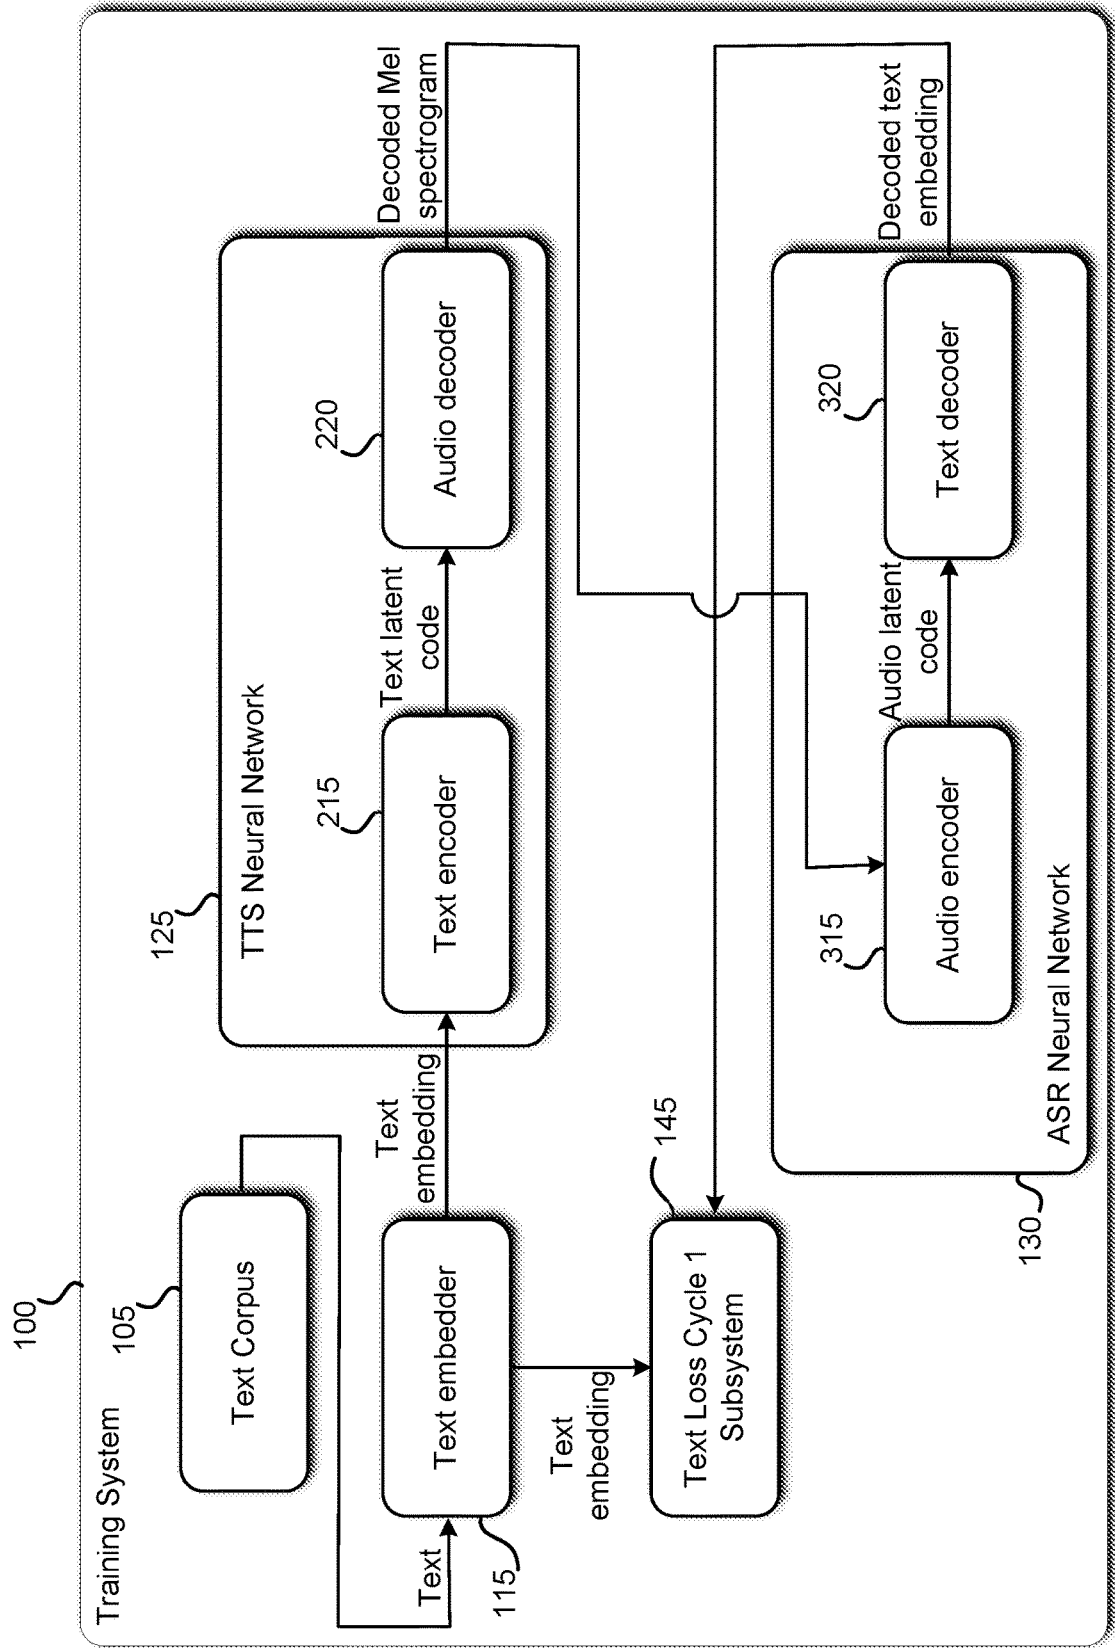 100
Training System
105
Text Corpus
Text
Text embedder
115
Text
embedding
Text
embedding
Text Loss Cycle 1
Subsystem
145
125
TTS Neural Network
215
Text encoder
Text latent
code
220
Audio decoder
Decoded Mel
spectrogram
130
ASR Neural Network
315
Audio encoder
Audio latent
code
320
Text decoder
Decoded text
embedding